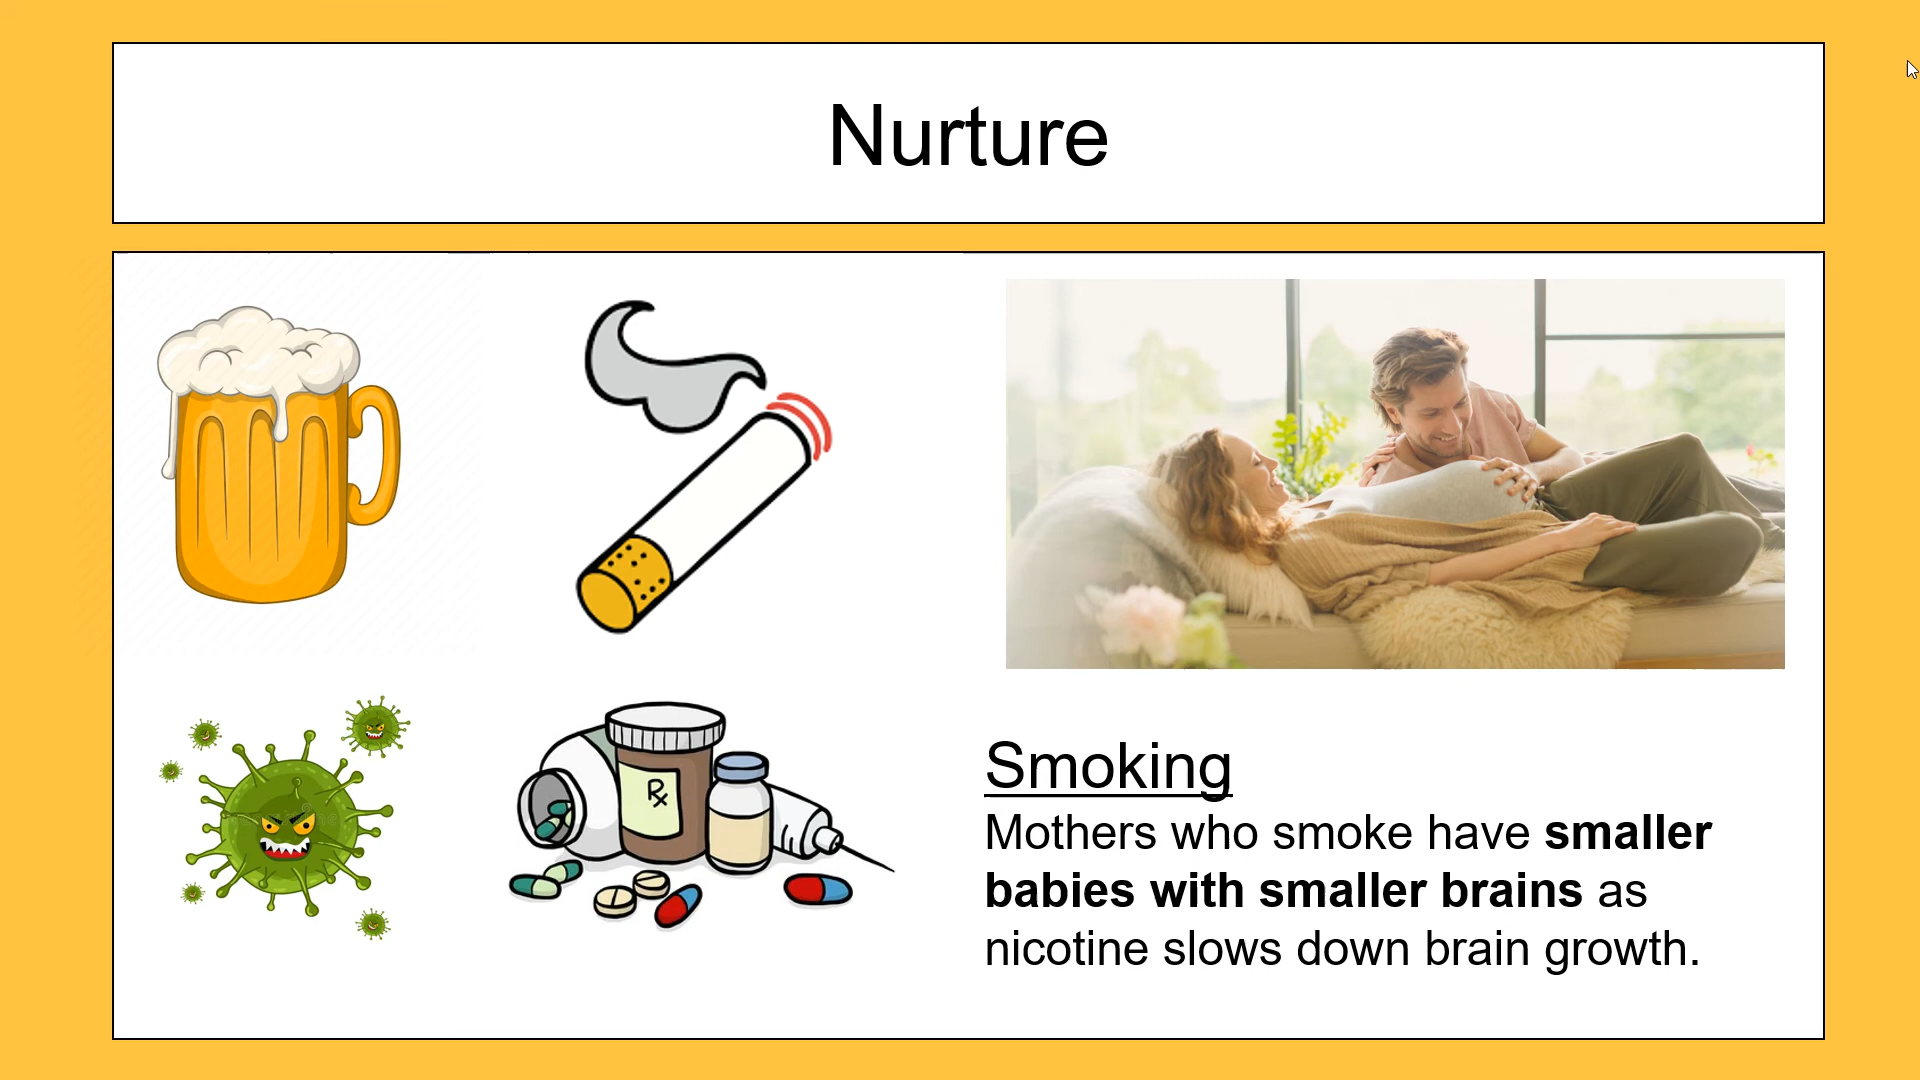 Nurture
℞
Smoking
Mothers who smoke have smaller
babies with smaller brains as
nicotine slows down brain growth.